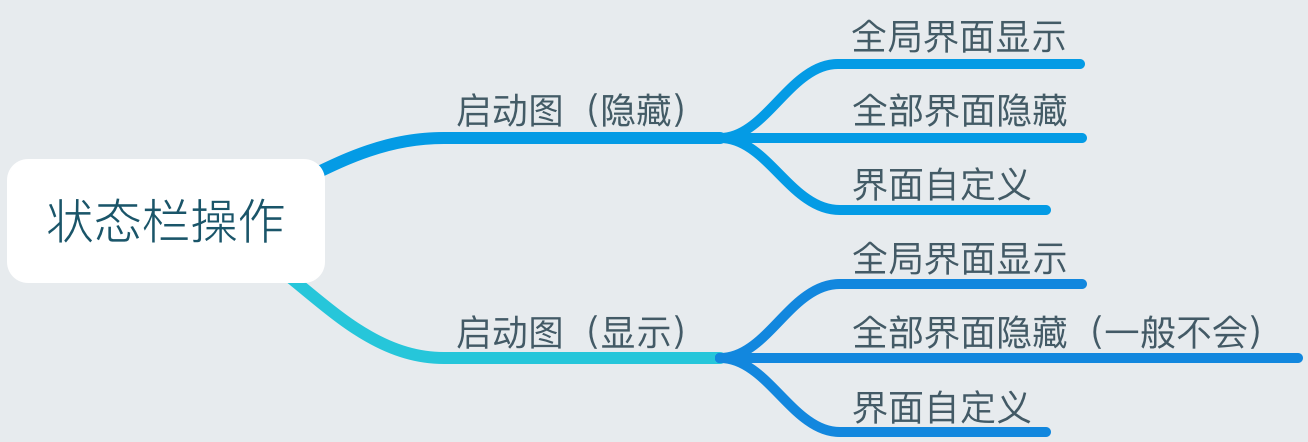 状态栏操作
启动图（隐藏）
全局界面显示
全部界面隐藏
界面自定义
启动图（显示）
全局界面显示
全部界面隐藏（一般不会）
界面自定义